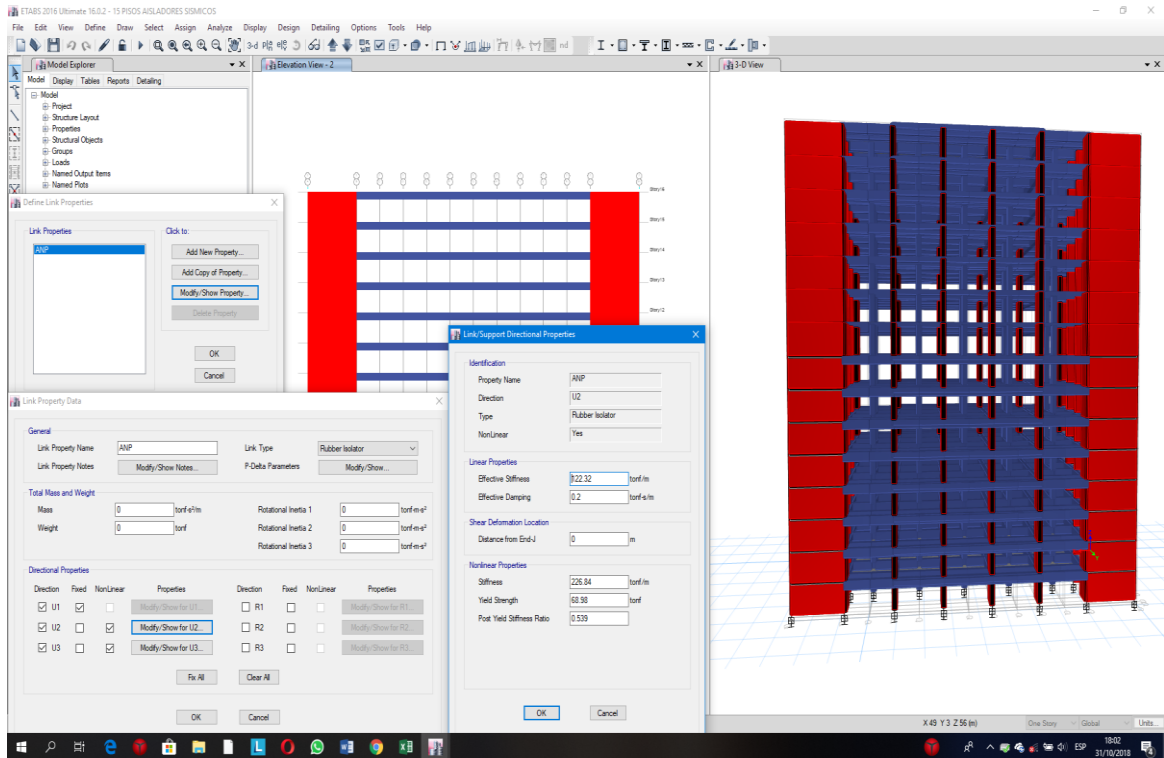 ETABS 2016 Ultimate 16.0.2 - 15 PISOS AISLADORES SISMICOS
File Edit View Define Draw Select Assign Analyze Display Design Detailing Options Tools Help
3-d
nd
Model Explorer
Elevation View - 2
3-D View
Model Display Tables Reports Detailing
Model
Project
Structure Layout
Properties
Structural Objects
Groups
Loads
Named Output Items
Named Plots
Story16
Story15
Story14
Story13
Story12
Define Link Properties
Link Properties
Click to:
ANP
Add New Property...
Add Copy of Property...
Modify/Show Property...
Delete Property
OK
Cancel
Link Property Data
General
Link Property Name ANP Link Type Rubber Isolator
Link Property Notes Modify/Show Notes... P-Delta Parameters Modify/Show...
Total Mass and Weight
Mass 0 tonf-s²/m Rotational Inertia 1 0 tonf-m-s²
Weight 0 tonf Rotational Inertia 2 0 tonf-m-s²
Rotational Inertia 3 0 tonf-m-s²
Directional Properties
Direction Fixed NonLinear Properties Direction Fixed NonLinear Properties
U1 Modify/Show for U1... R1 Modify/Show for R1...
U2 Modify/Show for U2... R2 Modify/Show for R2...
U3 Modify/Show for U3... R3 Modify/Show for R3...
Fix All Clear All
OK Cancel
Link/Support Directional Properties
Identification
Property Name ANP
Direction U2
Type Rubber Isolator
NonLinear Yes
Linear Properties
Effective Stiffness 122.32 tonf/m
Effective Damping 0.2 tonf-s/m
Shear Deformation Location
Distance from End-J 0 m
Nonlinear Properties
Stiffness 226.84 tonf/m
Yield Strength 68.98 tonf
Post Yield Stiffness Ratio 0.539
OK Cancel
X 49 Y 3 Z 56 (m) One Story Global Units...
ESP
18:02
31/10/2018